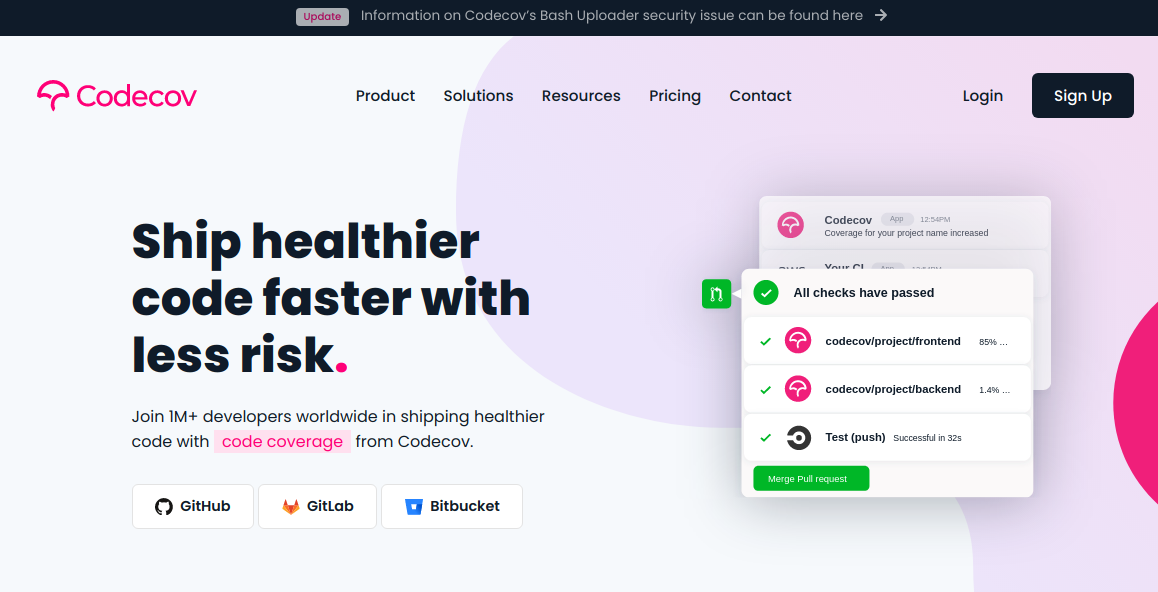 Update Information on Codecov’s Bash Uploader security issue can be found here
Codecov Product Solutions Resources Pricing Contact Login Sign Up
Ship healthier
code faster with
less risk.
Join 1M+ developers worldwide in shipping healthier
code with code coverage from Codecov.
GitHub GitLab Bitbucket
Codecov App 12:54PM
Coverage for your project name increased
Your CI App 12:54PM
All checks have passed
codecov/project/frontend 85% ...
codecov/project/backend 1.4% ...
Test (push) Successful in 32s
Merge Pull request